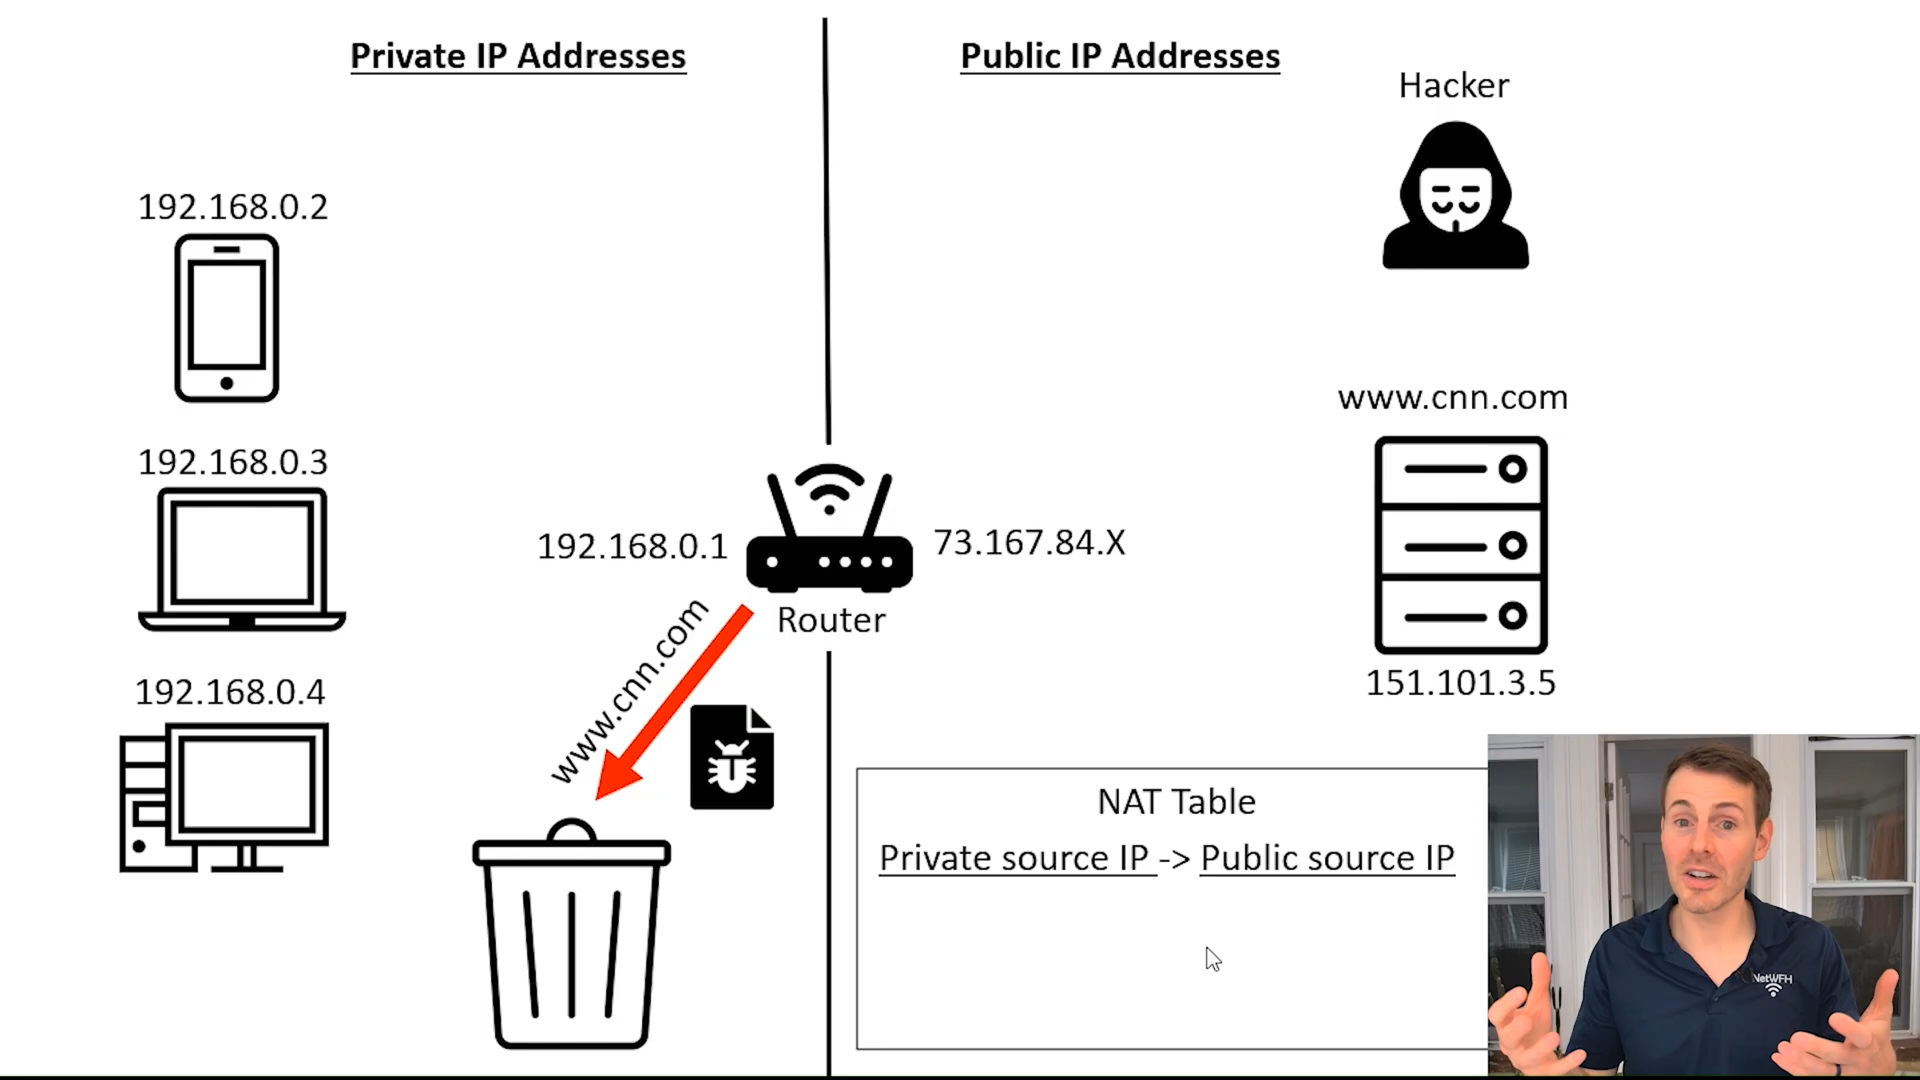 Private IP Addresses
Public IP Addresses
Hacker
192.168.0.2
www.cnn.com
192.168.0.3
192.168.0.1
73.167.84.X
Router
www.cnn.com
151.101.3.5
192.168.0.4
NAT Table
Private source IP -> Public source IP
NetWFH